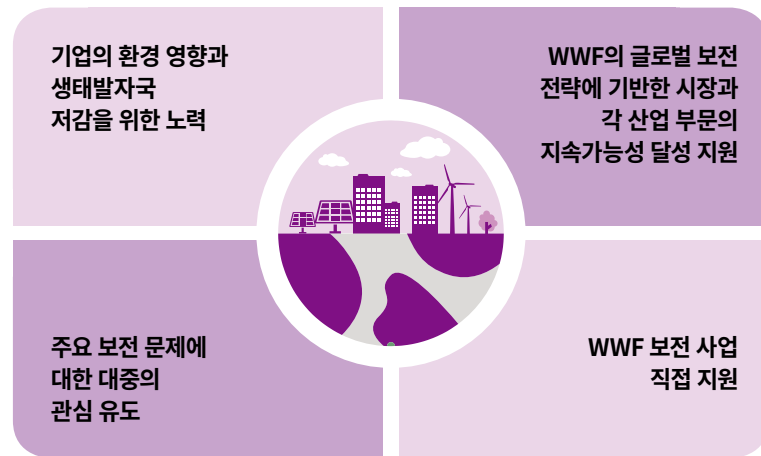 기업의 환경 영향과
생태발자국
저감을 위한 노력
WWF의 글로벌 보전
전략에 기반한 시장과
각 산업 부문의
지속가능성 달성 지원
주요 보전 문제에
대한 대중의
관심 유도
WWF 보전 사업
직접 지원